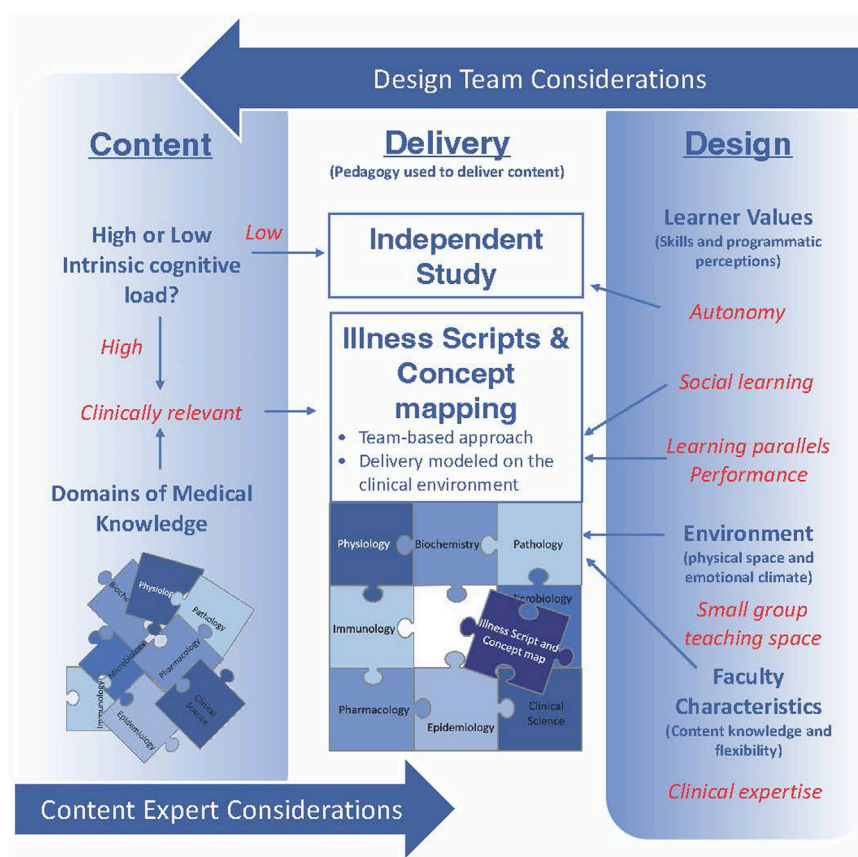 Design Team Considerations
Content
High or Low
Intrinsic cognitive
load?
Low
High
Clinically relevant
Domains of Medical
Knowledge
Physiology
Pathology
Microbiology
Pharmacology
Immunology
Clinical
Science
Epidemiology
Delivery
(Pedagogy used to deliver content)
Independent
Study
Illness Scripts &
Concept
mapping
• Team-based approach
• Delivery modeled on the
clinical environment
Physiology
Biochemistry
Pathology
Immunology
Illness Script and
Concept map
Pharmacology
Epidemiology
Clinical
Science
Design
Learner Values
(Skills and programmatic
perceptions)
Autonomy
Social learning
Learning parallels
Performance
Environment
(physical space and
emotional climate)
Small group
teaching space
Faculty
Characteristics
(Content knowledge and
flexibility)
Clinical expertise
Content Expert Considerations